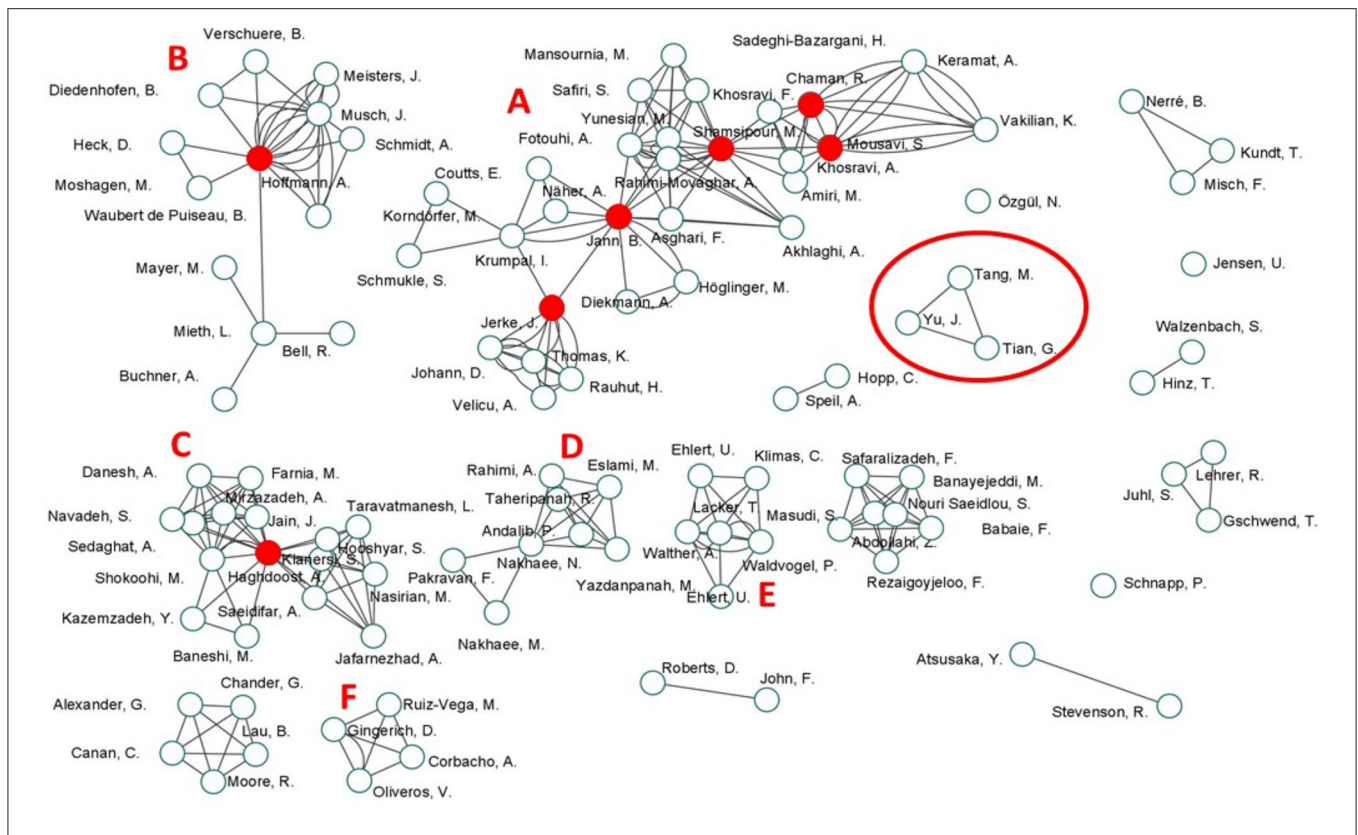 Verschuere, B.
B
Diedenhofen, B.
Meisters, J.
Musch, J.
Heck, D.
Schmidt, A.
Moshagen, M.
Hoffmann, A.
Waubert de Puiseau, B.
Mayer, M.
Mieth, L.
Bell, R.
Buchner, A.
A
Mansournia, M.
Safiri, S.
Yunesian, M.
Fotouhi, A.
Coutts, E.
Näher, A.
Korndörfer, M.
Krumpal, I.
Schmukle, S.
Jann, B.
Rahimi-Movaghar, A.
Asghari, F.
Akhlaghi, A.
Diekmann, A.
Höglinger, M.
Jerke, J.
Thomas, K.
Johann, D.
Rauhut, H.
Velicu, A.
Sadeghi-Bazargani, H.
Keramat, A.
Chaman, R.
Khosravi, F.
Shamsipour, M.
Mousavi, S.
Vakilian, K.
Khosravi, A.
Amiri, M.
Nerré, B.
Kundt, T.
Misch, F.
Özgül, N.
Tang, M.
Yu, J.
Tian, G.
Jensen, U.
Walzenbach, S.
Hinz, T.
Hopp, C.
Speil, A.
C
Danesh, A.
Farnia, M.
Mirzazadeh, A.
Navadeh, S.
Jain, J.
Taravatmanesh, L.
Sedaghat, A.
Hooshyar, S.
Kianersi, S.
Shokoohi, M.
Haghdoost, A.
Nasirian, M.
Saeidifar, A.
Kazemzadeh, Y.
Baneshi, M.
Jafarnezhad, A.
D
Rahimi, A.
Eslami, M.
Taheripanah, R.
Andalib, P.
Nakhaee, N.
Pakravan, F.
Yazdanpanah, M.
Nakhaee, M.
Ehlert, U.
Klimas, C.
Lacker, T.
Masudi, S.
Walther, A.
Waldvogel, P.
Ehlert, U.
E
Safaralizadeh, F.
Banayejeddi, M.
Nouri Saeidlou, S.
Babaie, F.
Abdollahi, Z.
Rezaigoyjeloo, F.
Lehrer, R.
Juhl, S.
Gschwend, T.
Schnapp, P.
Roberts, D.
John, F.
Atsusaka, Y.
Stevenson, R.
Chander, G.
Alexander, G.
Lau, B.
Canan, C.
Moore, R.
F
Ruiz-Vega, M.
Gingerich, D.
Corbacho, A.
Oliveros, V.